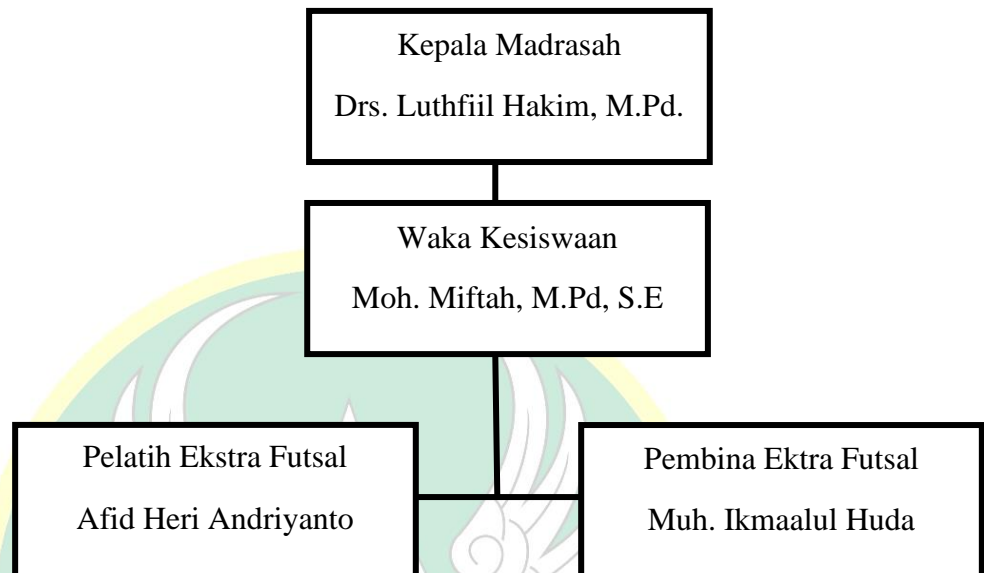 Kepala Madrasah
Drs. Luthfiil Hakim, M.Pd.
Waka Kesiswaan
Moh. Miftah, M.Pd, S.E
Pelatih Ekstra Futsal
Afid Heri Andriyanto
Pembina Ektra Futsal
Muh. Ikmaalul Huda